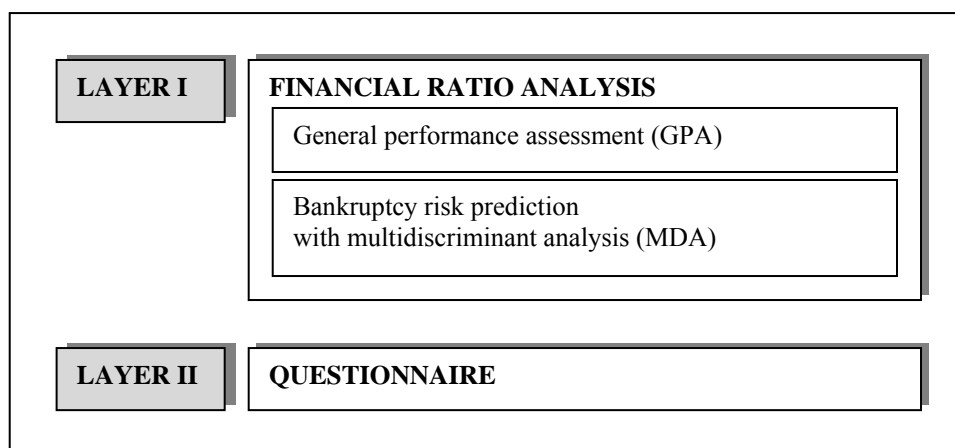 LAYER I
FINANCIAL RATIO ANALYSIS
General performance assessment (GPA)
Bankruptcy risk prediction
with multidiscriminant analysis (MDA)
LAYER II
QUESTIONNAIRE